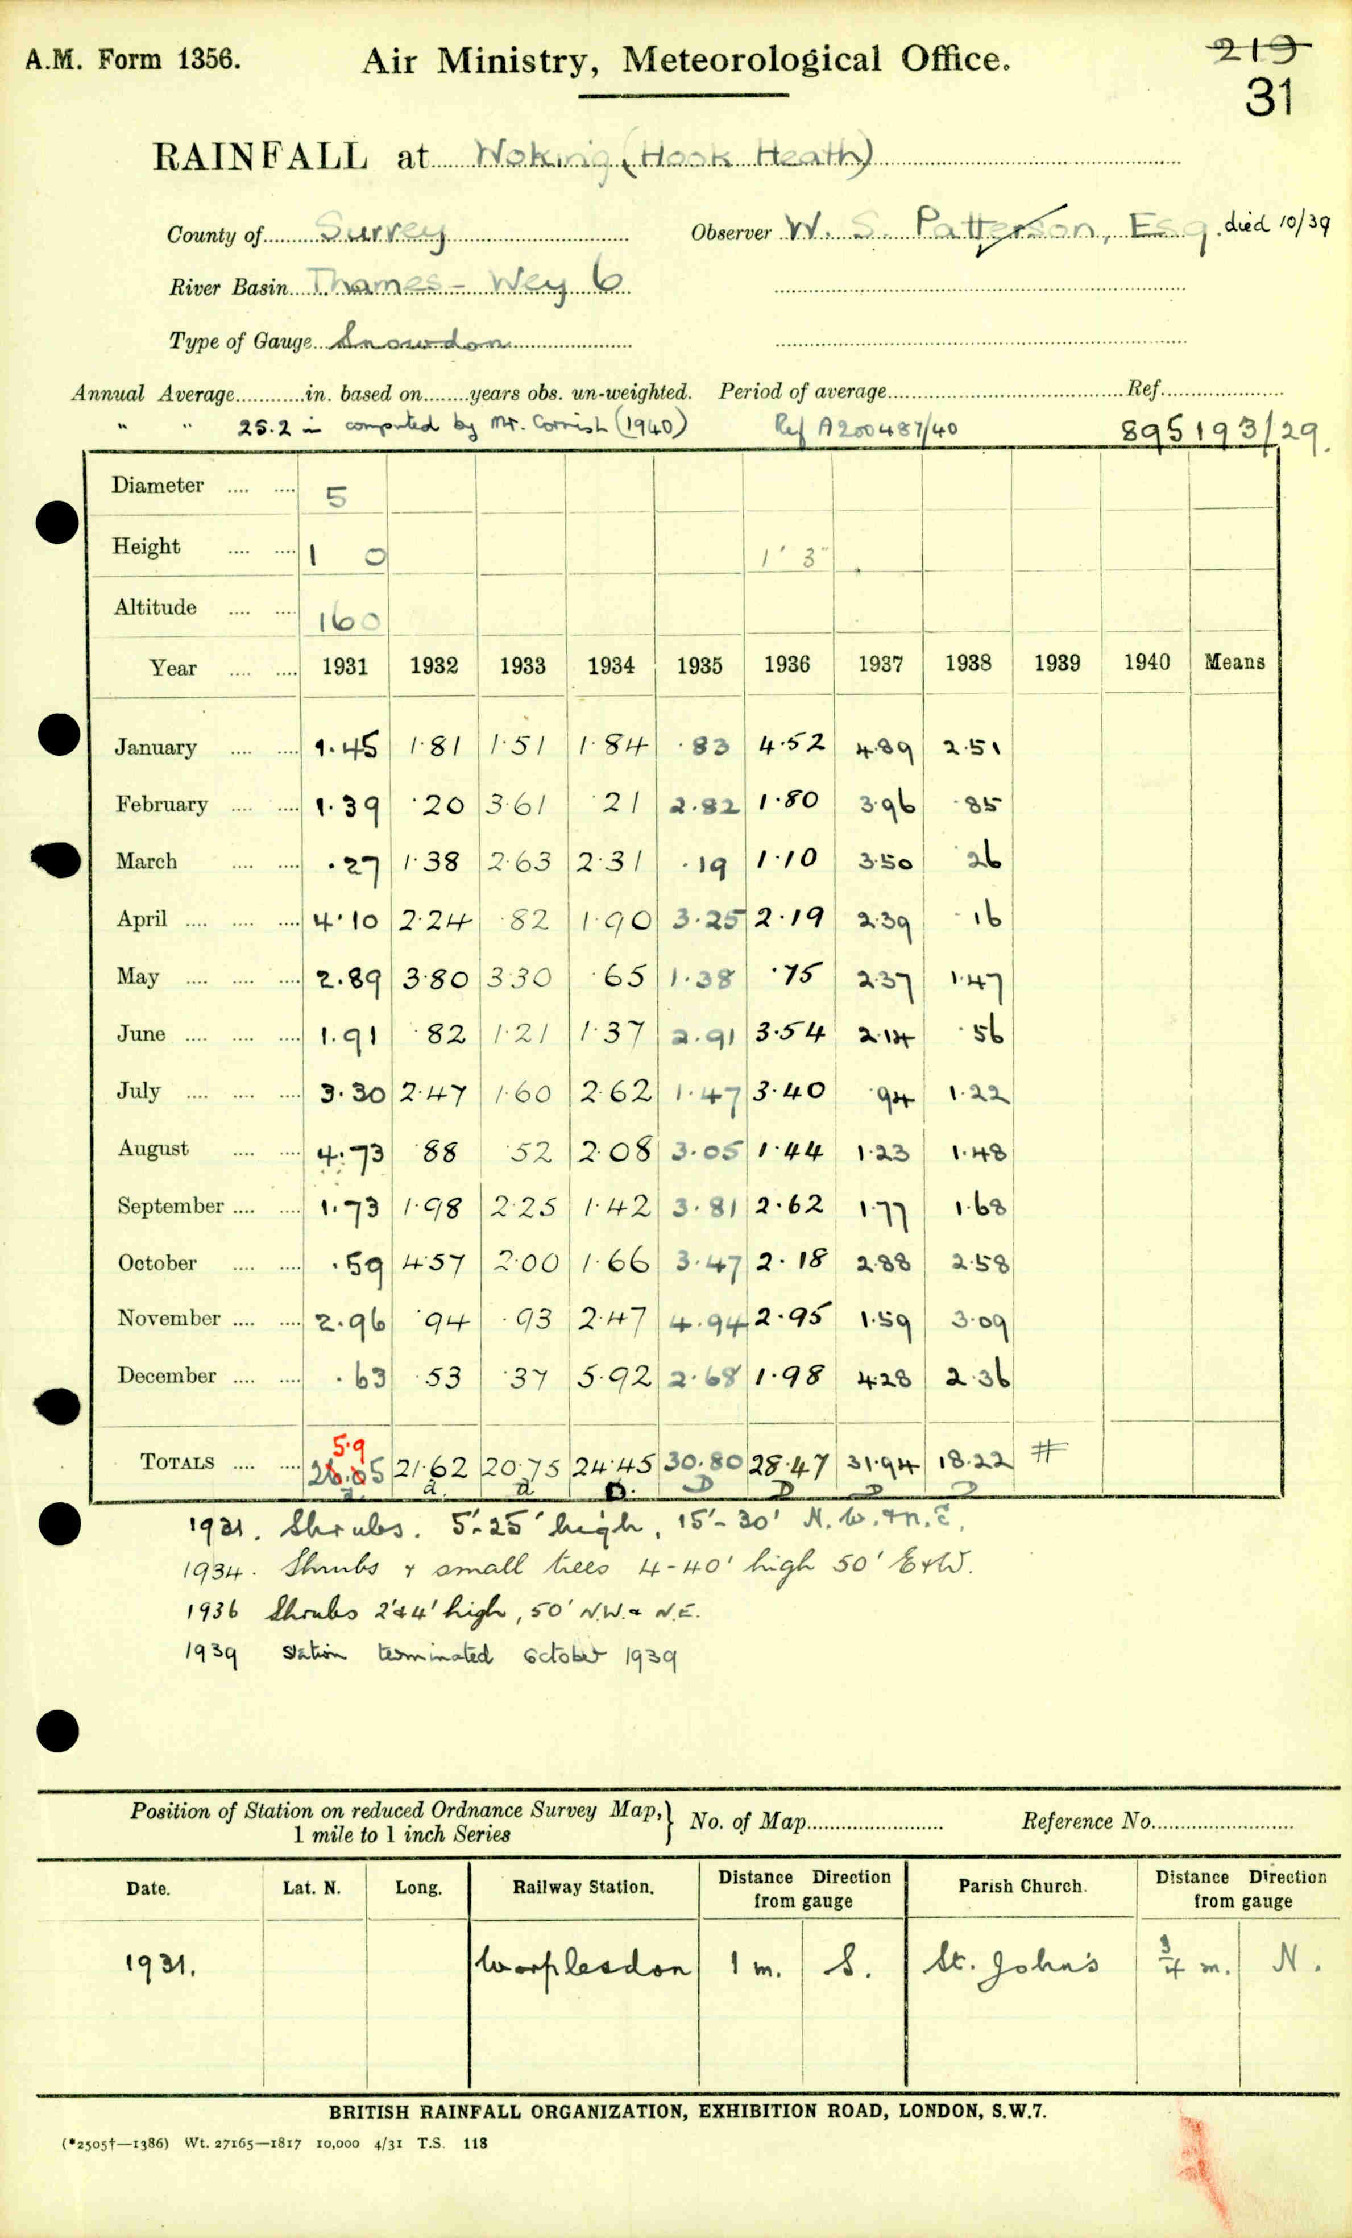 A.M. Form 1356.
Air Ministry, Meteorological Office.
219
31
RAINFALL at Woking (Hook Heath)
County of Surrey Observer W. S. Patterson, Esq. died 10/39
River Basin Thames - Wey 6
Type of Gauge Snowdon
Annual Average in. based on years obs. un-weighted. Period of average Ref.
" " 25.2 in computed by Mr. Cornish (1940) Ref A200487/40 895193/29.
Diameter 5
Height 1 0 1' 3"
Altitude 160
Year 1931 1932 1933 1934 1935 1936 1937 1938 1939 1940 Means
January 1.45 1.81 1.51 1.84 .83 4.52 4.89 2.51
February 1.39 .20 3.61 .21 2.82 1.80 3.96 .85
March .27 1.38 2.63 2.31 .19 1.10 3.50 .26
April 4.10 2.24 .82 1.90 3.25 2.19 2.39 .16
May 2.89 3.80 3.30 .65 1.38 .75 2.37 1.47
June 1.91 .82 1.21 1.37 2.91 3.54 2.14 .56
July 3.30 2.47 1.60 2.62 1.47 3.40 .94 1.22
August 4.73 .88 .52 2.08 3.05 1.44 1.23 1.48
September 1.73 1.98 2.25 1.42 3.81 2.62 1.77 1.68
October .59 4.57 2.00 1.66 3.47 2.18 2.88 2.58
November 2.96 .94 .93 2.47 4.94 2.95 1.59 3.09
December .63 .53 .37 5.92 2.68 1.98 4.28 2.36
5.9
TOTALS 26.05 21.62 20.75 24.45 30.80 28.47 31.94 18.22 #
d. d. d D. D D D D
1931. Shrubs. 5'-25' high, 15'-30' N.W. + N.E.
1934. Shrubs & small trees 4-40' high 50' E+W.
1936 Shrubs 2'&4' high, 50' N.W. & N.E.
1939 Station terminated October 1939
Position of Station on reduced Ordnance Survey Map, } No. of Map Reference No.
1 mile to 1 inch Series
Date. Lat. N. Long. Railway Station. Distance Direction from gauge Parish Church. Distance Direction from gauge
1931. Worplesdon 1 m. S. St. John's 3/4 m. N.
BRITISH RAINFALL ORGANIZATION, EXHIBITION ROAD, LONDON, S.W.7.
(*2505†—1386) Wt. 27165—1817 10,000 4/31 T.S. 118